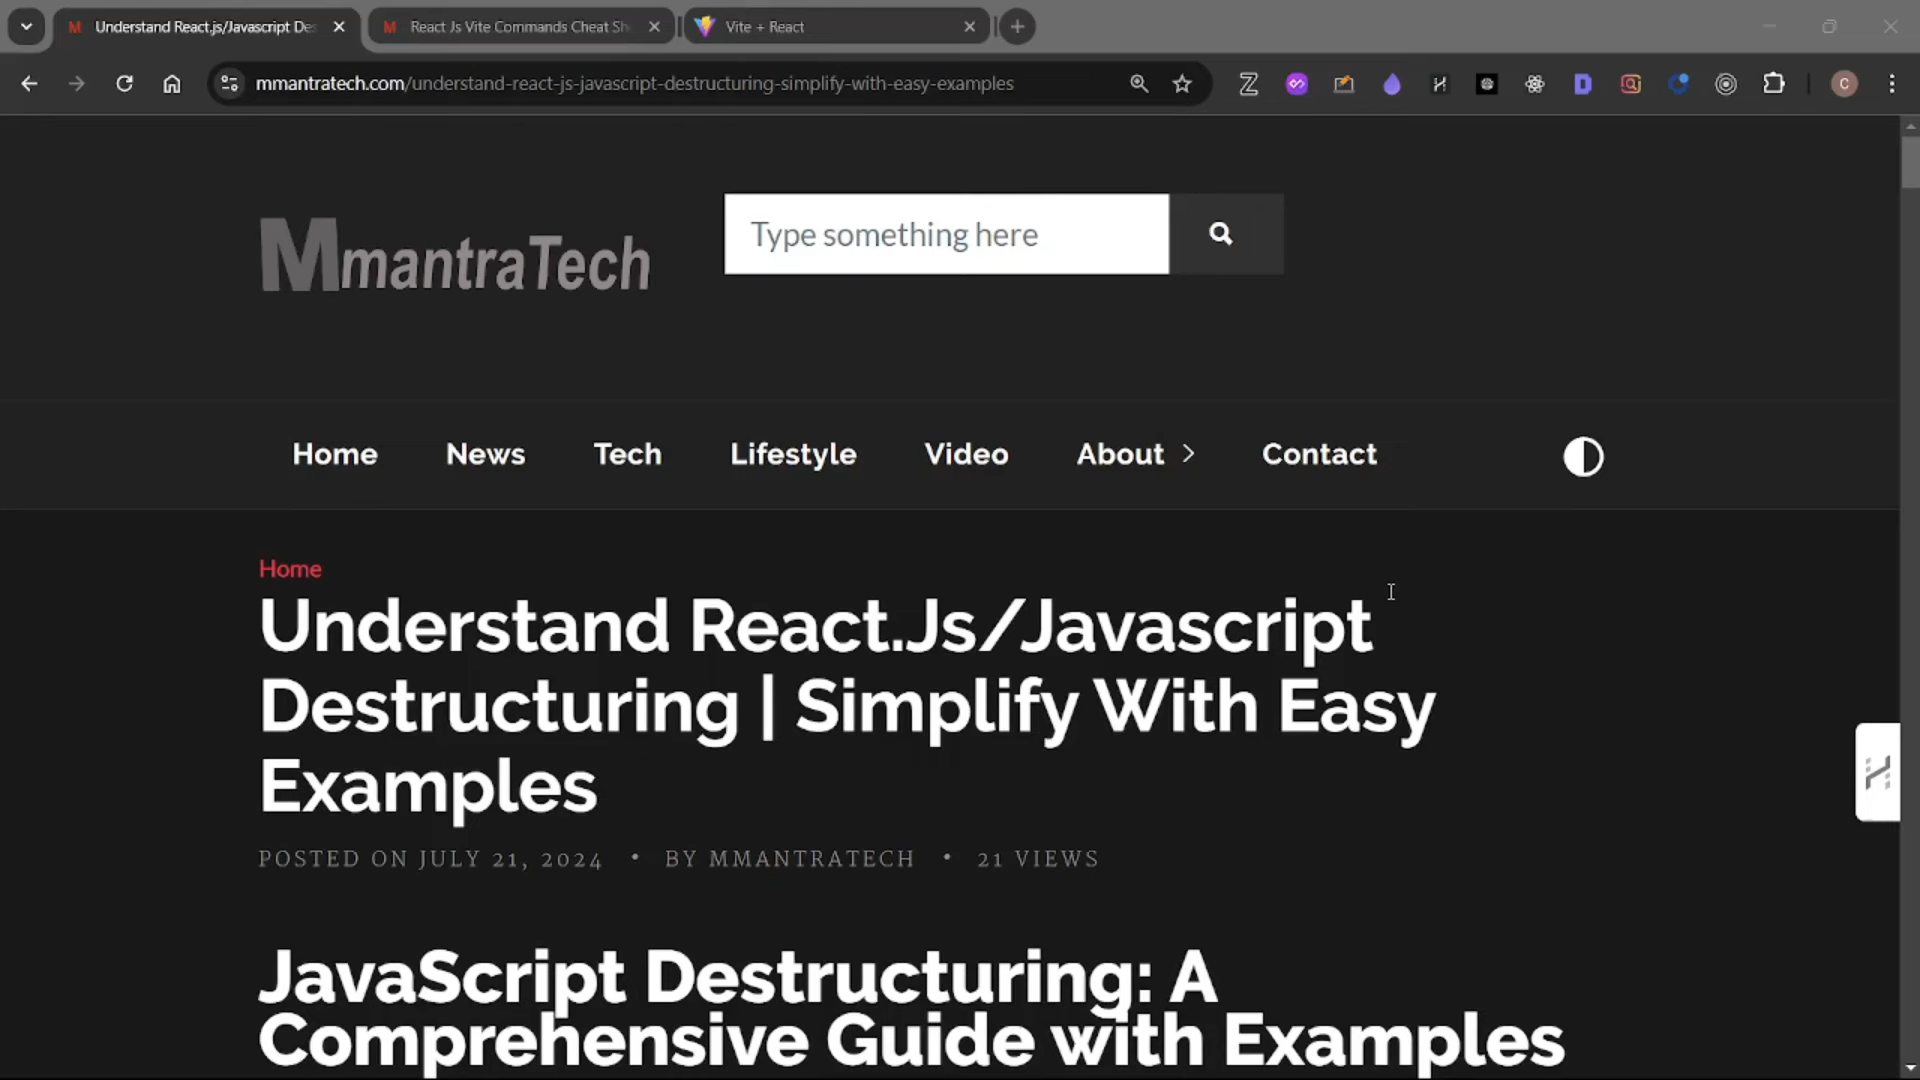 Understand React.js/Javascript De
React Js Vite Commands Cheat Sh
Vite + React
mmantratech.com/understand-react-js-javascript-destructuring-simplify-with-easy-examples
C
MmantraTech
Type something here
Home
News
Tech
Lifestyle
Video
About
Contact
Home
Understand React.Js/Javascript
Destructuring | Simplify With Easy
Examples
POSTED ON JULY 21, 2024 • BY MMANTRATECH • 21 VIEWS
JavaScript Destructuring: A
Comprehensive Guide with Examples